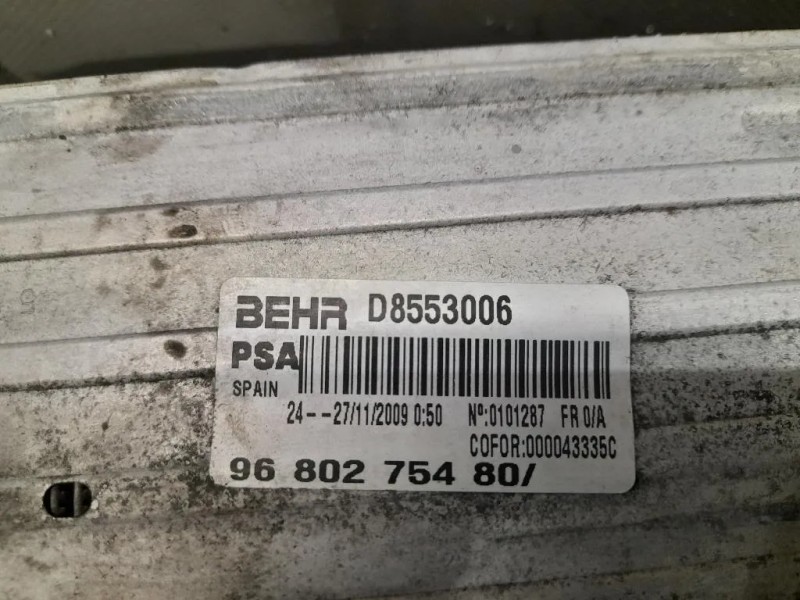 BEHR D8553006
PSA
SPAIN
24--27/11/2009 0:50 Nº:0101287 FR 0/A
COFOR:000043335C
96 802 754 80/